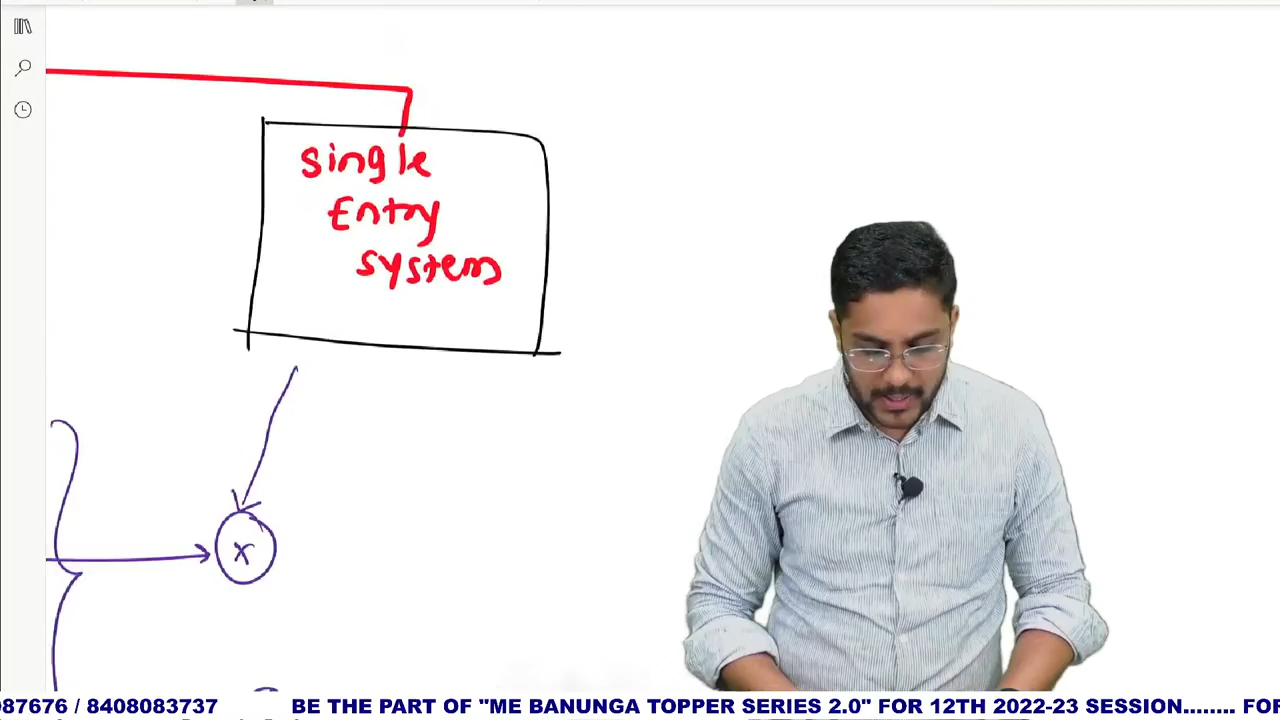 Single
Entry
System
x
087676 / 8408083737 BE THE PART OF "ME BANUNGA TOPPER SERIES 2.0" FOR 12TH 2022-23 SESSION........ FOR